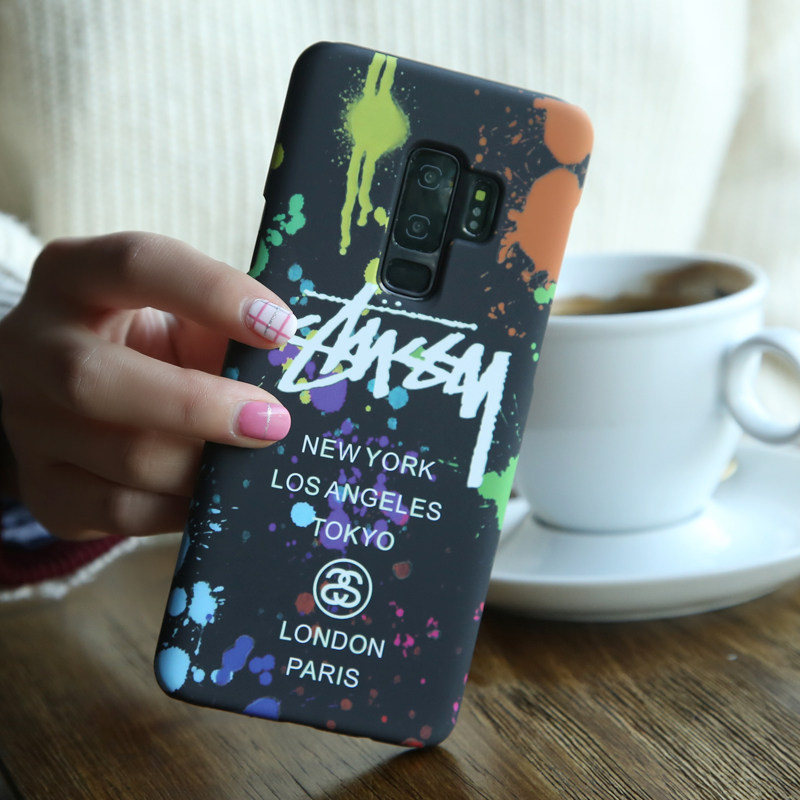 STUSSY
NEW YORK
LOS ANGELES
TOKYO
LONDON
PARIS